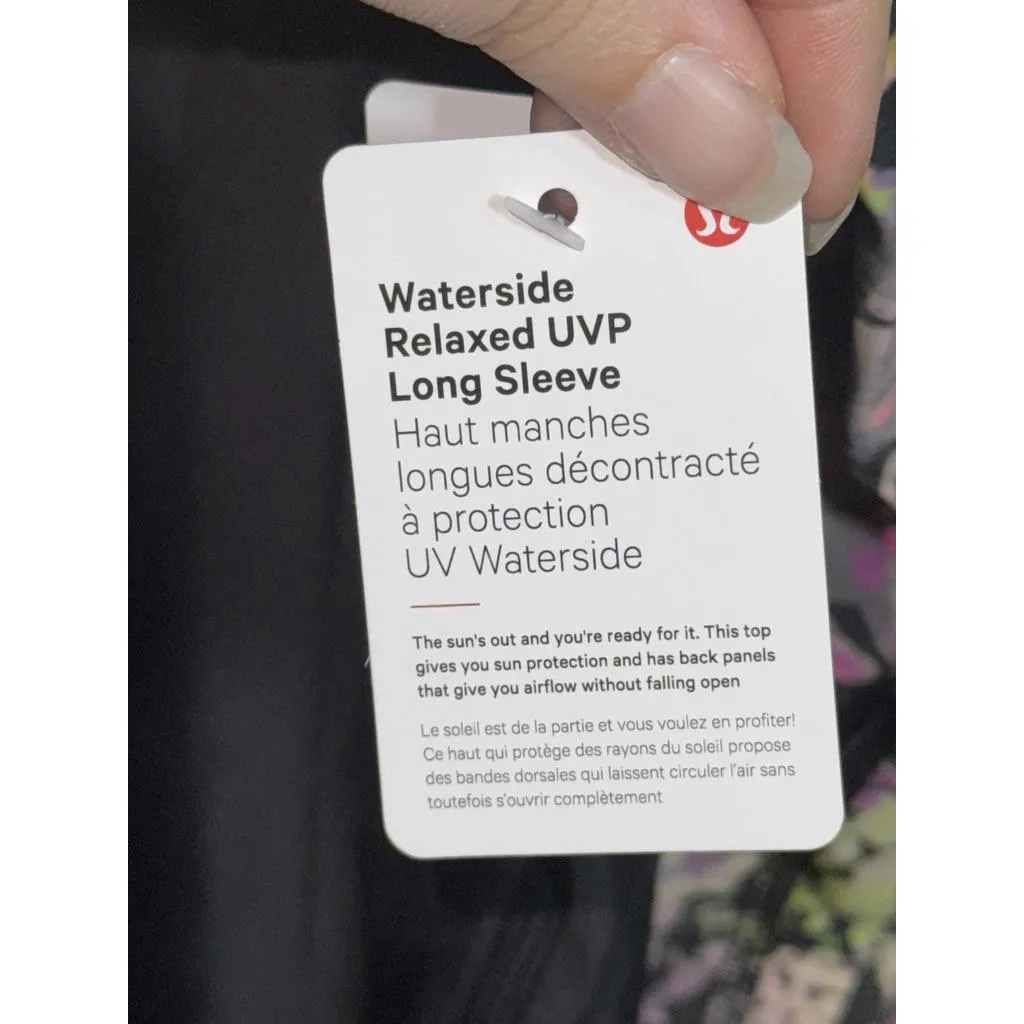 Waterside
Relaxed UVP
Long Sleeve
Haut manches
longues décontracté
à protection
UV Waterside
The sun's out and you're ready for it. This top
gives you sun protection and has back panels
that give you airflow without falling open
Le soleil est de la partie et vous voulez en profiter!
Ce haut qui protège des rayons du soleil propose
des bandes dorsales qui laissent circuler l'air sans
toutefois s'ouvrir complètement